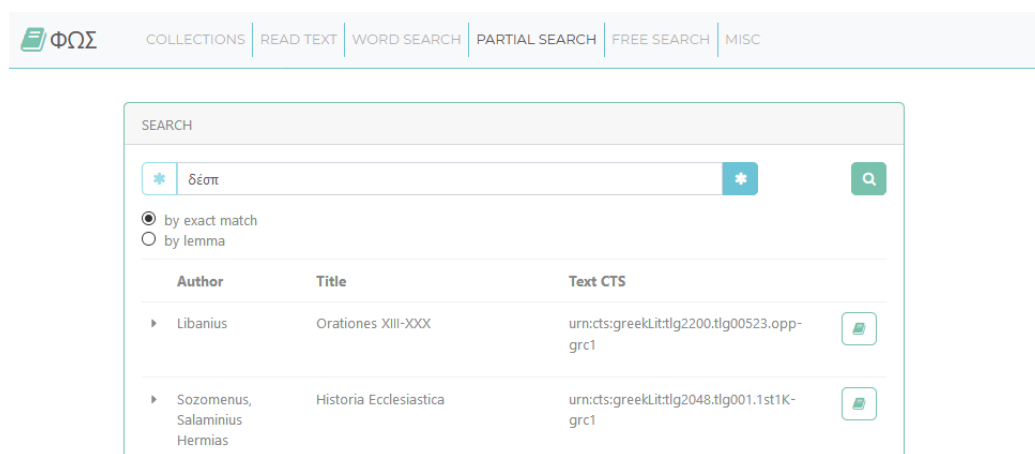 ΦΩΣ COLLECTIONS READ TEXT WORD SEARCH PARTIAL SEARCH FREE SEARCH MISC
SEARCH
* δέσπ *
by exact match
by lemma
Author Title Text CTS
Libanius Orationes XIII-XXX urn:cts:greekLit:tlg2200.tlg00523.opp-
grc1
Sozomenus, Historia Ecclesiastica urn:cts:greekLit:tlg2048.tlg001.1st1K-
Salaminius grc1
Hermias